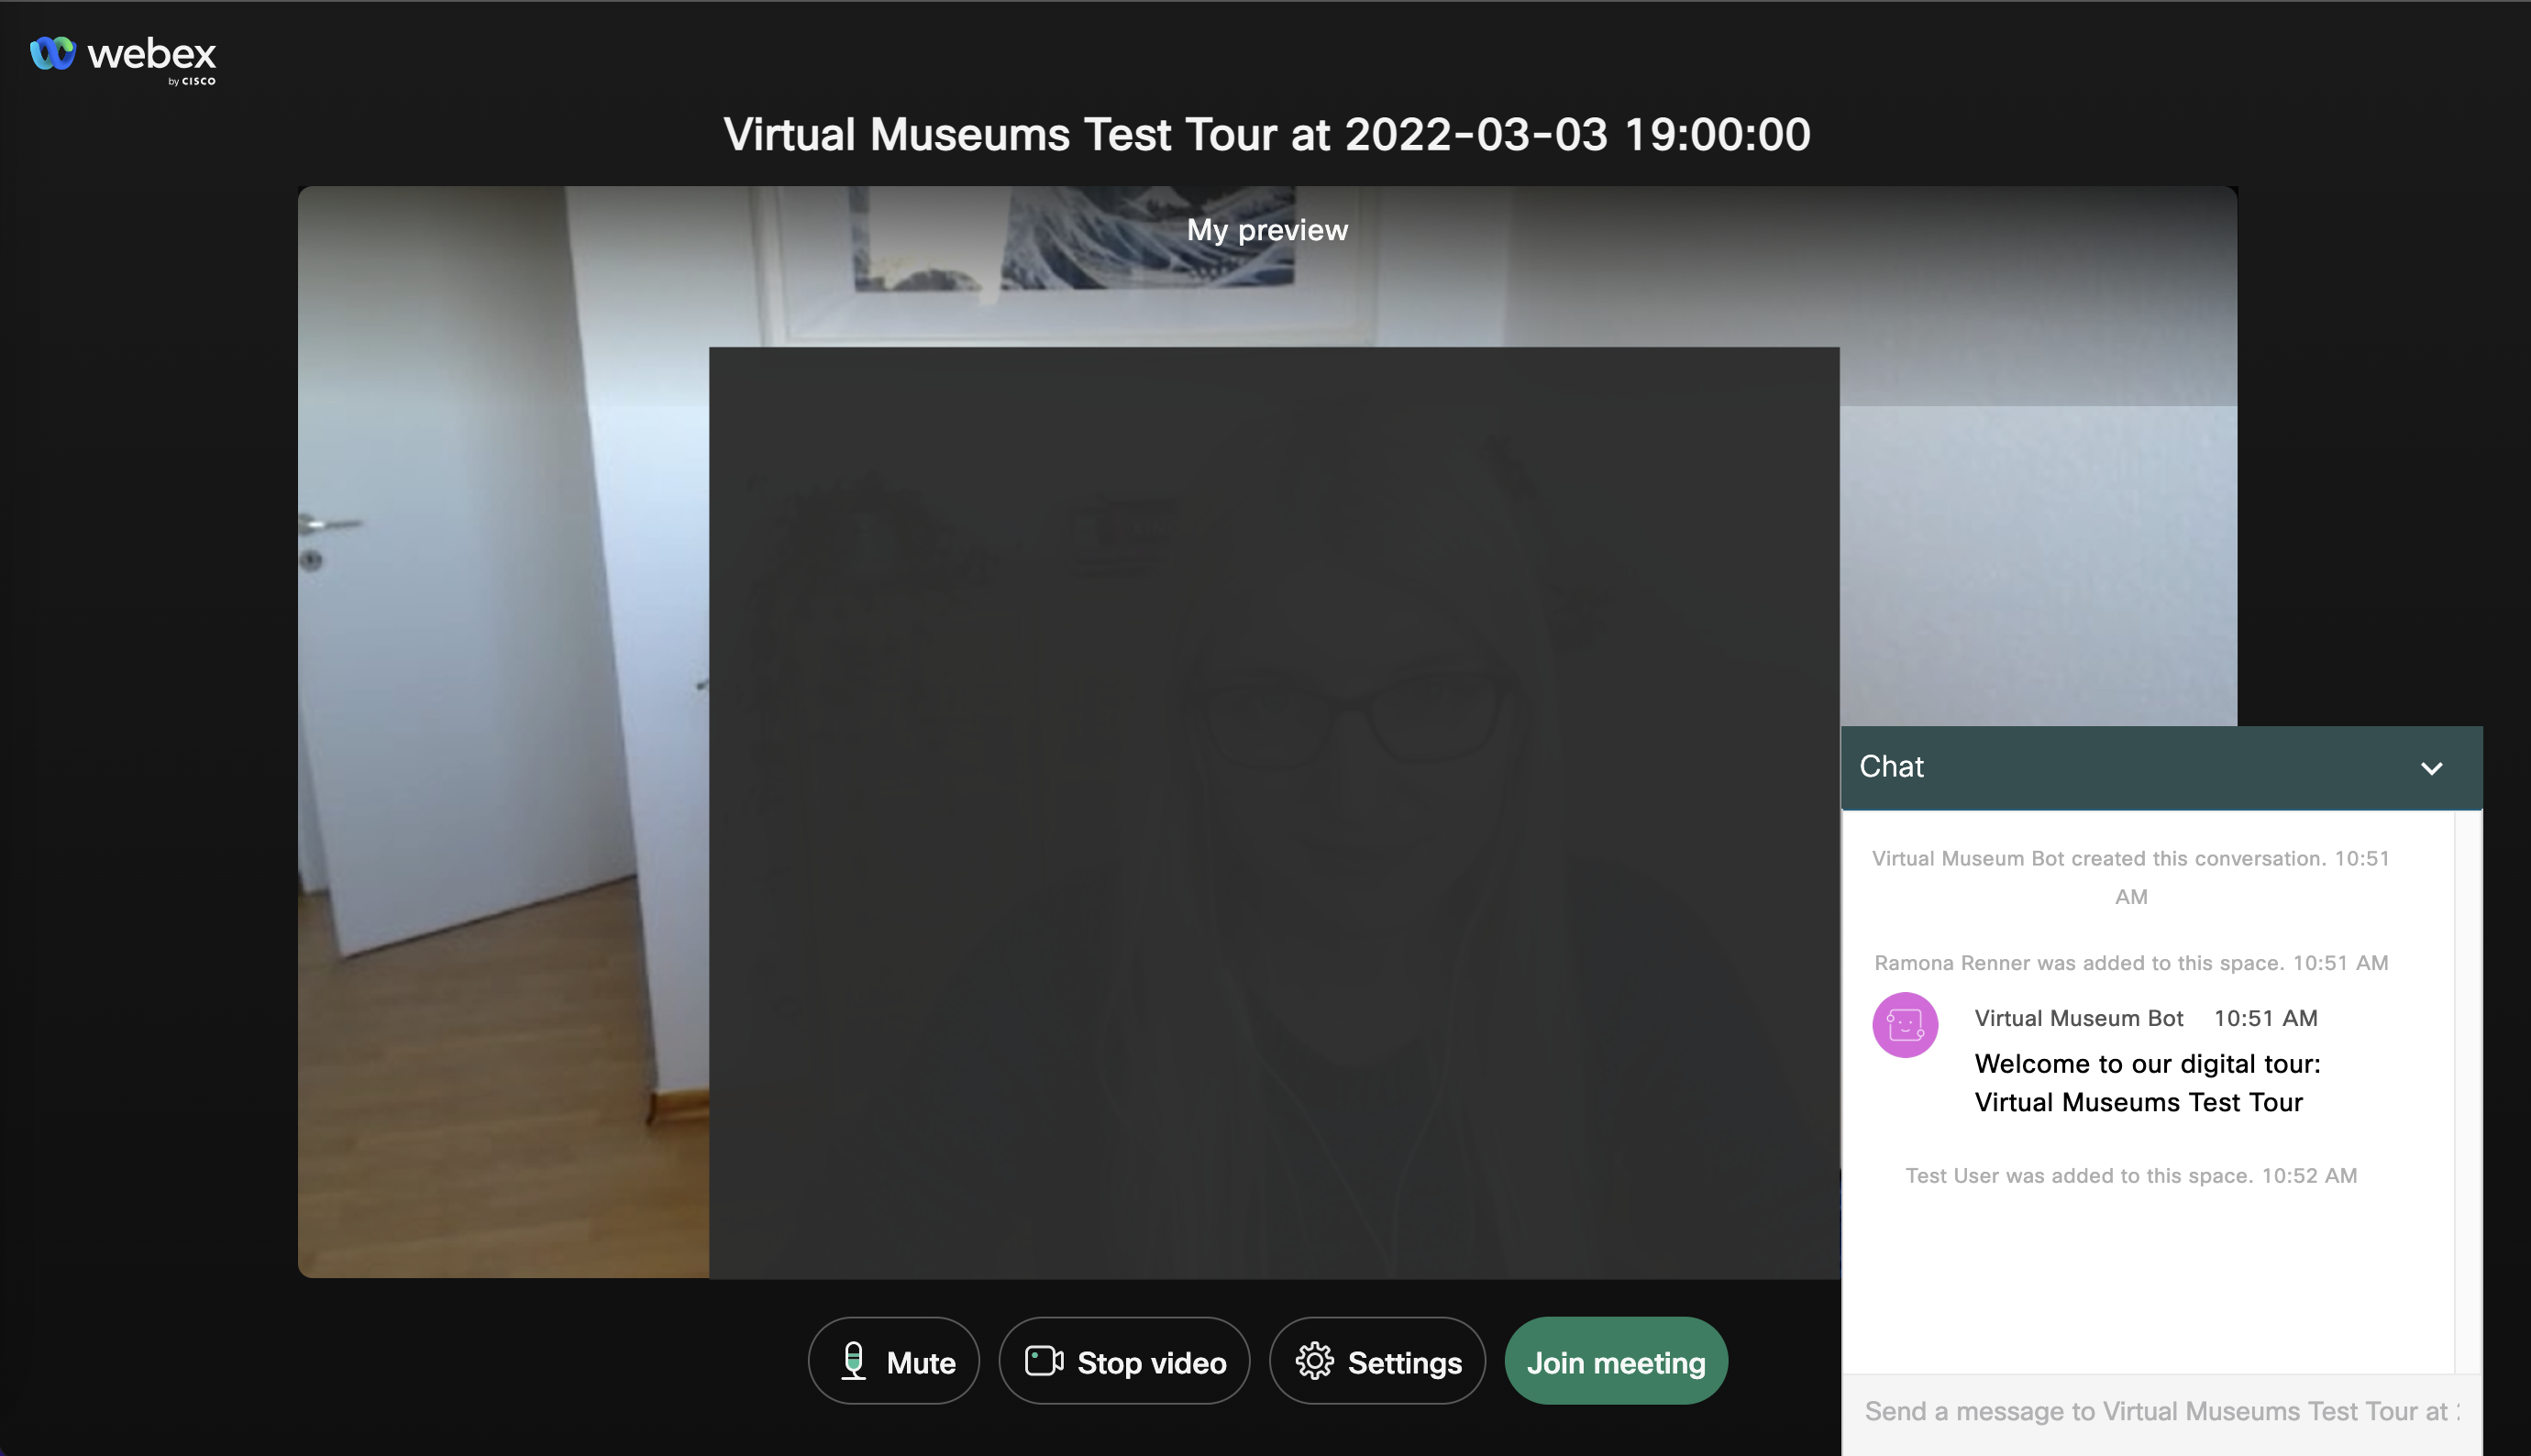 webex
by CISCO
Virtual Museums Test Tour at 2022-03-03 19:00:00
My preview
Chat
Virtual Museum Bot created this conversation. 10:51
AM
Ramona Renner was added to this space. 10:51 AM
Virtual Museum Bot 10:51 AM
Welcome to our digital tour:
Virtual Museums Test Tour
Test User was added to this space. 10:52 AM
Send a message to Virtual Museums Test Tour at
Mute
Stop video
Settings
Join meeting